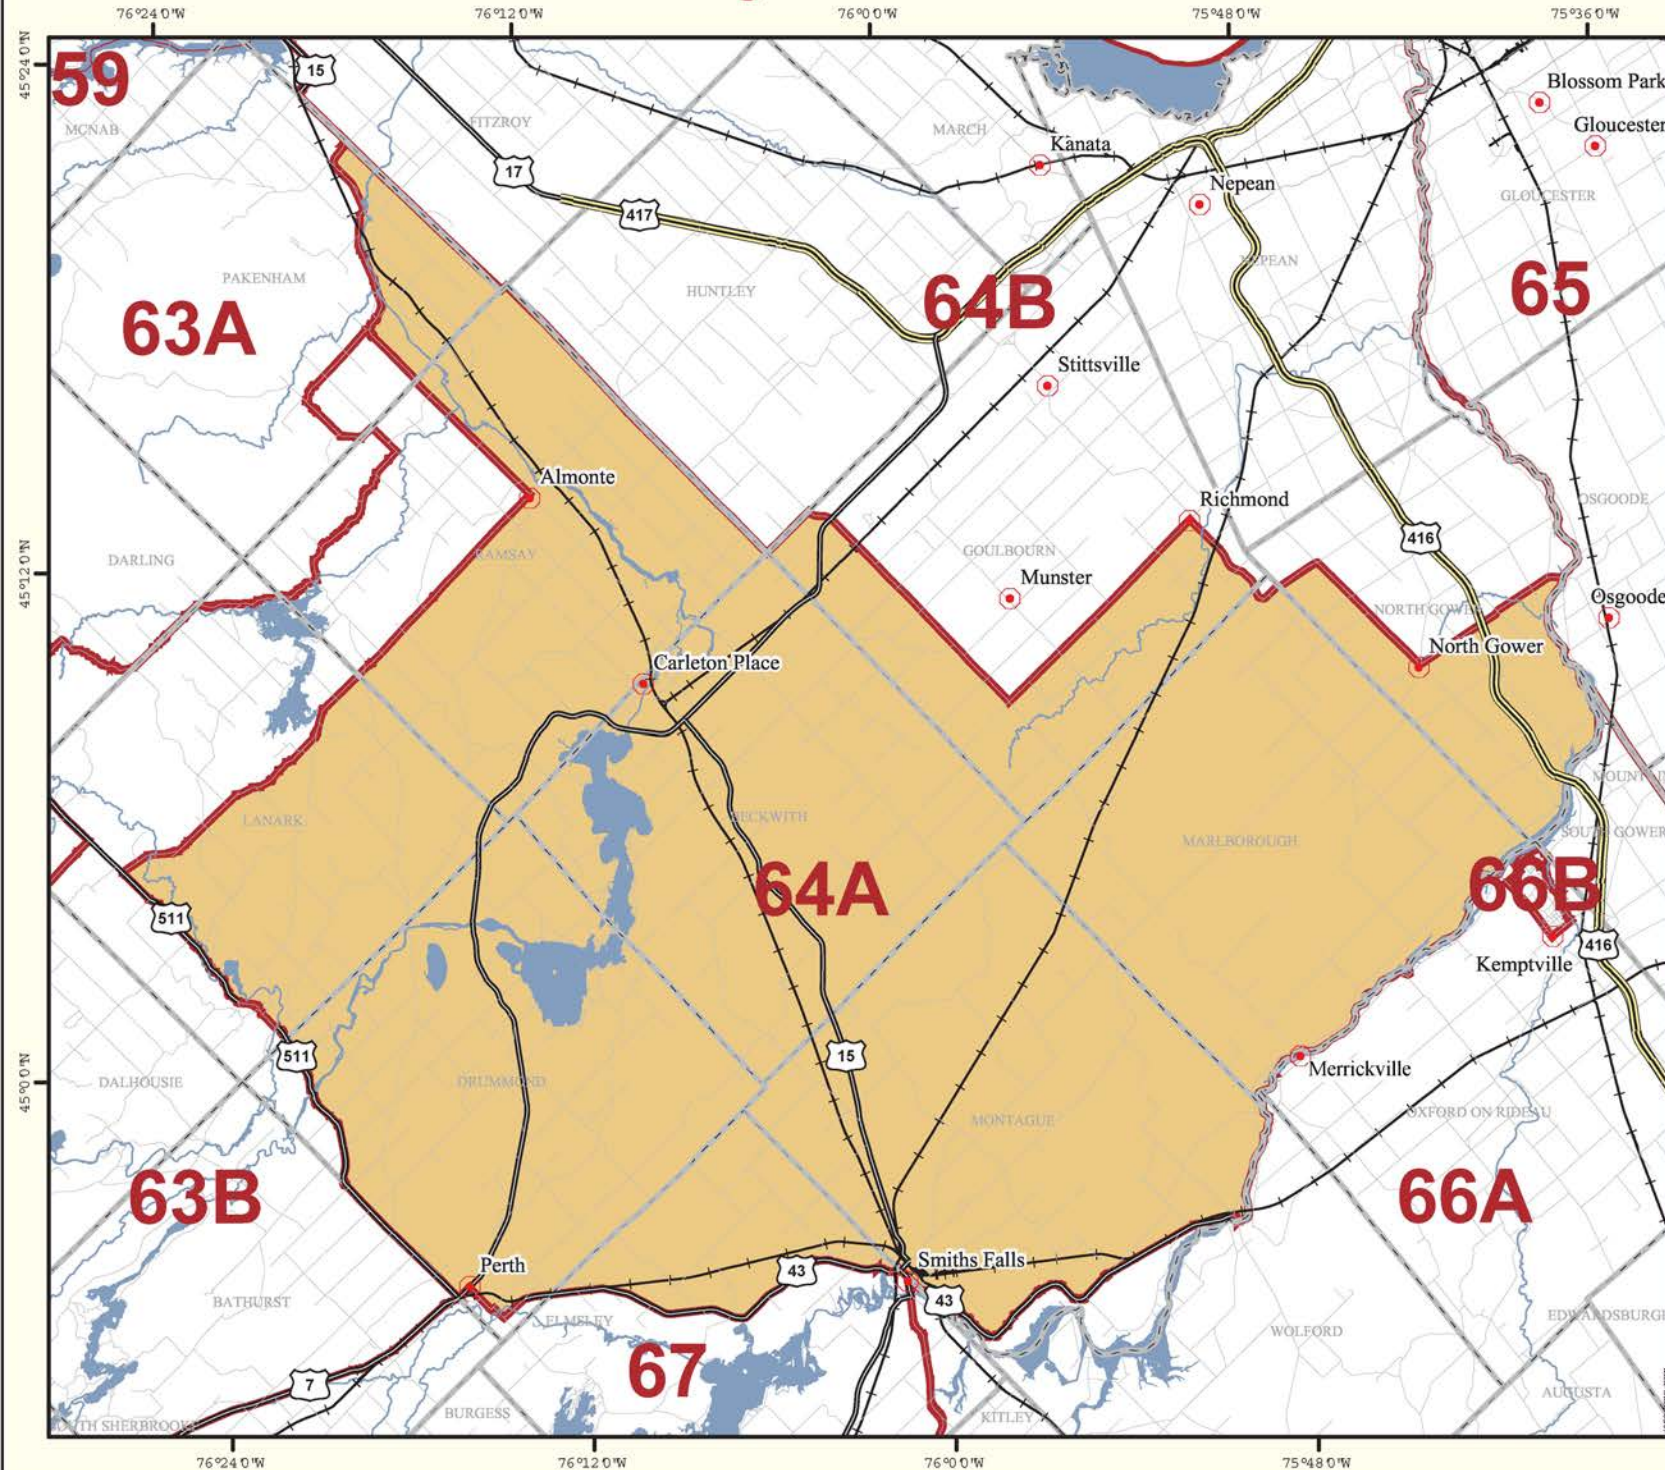 76°24'0"W
76°12'0"W
76°0'0"W
75°48'0"W
75°36'0"W
45°24'0"N
59
15
Blossom Park
MCNAB
FITZROY
MARCH
Gloucester
Kanata
17
Nepean
GLOUCESTER
417
NEPEAN
PAKENHAM
HUNTLEY
64B
65
63A
Stittsville
Almonte
Richmond
OSGOODE
416
45°12'0"N
DARLING
RAMSAY
GOULBOURN
Munster
NORTH GOWER
Osgoode
North Gower
Carleton Place
MOUNTAIN
LANARK
BECKWITH
MARLBOROUGH
SOUTH GOWER
64A
66B
511
416
Kemptville
511
15
Merrickville
45°0'0"N
DALHOUSIE
DRUMMOND
MONTAGUE
OXFORD ON RIDEAU
63B
66A
Perth
Smiths Falls
43
BATHURST
43
ELMSLEY
WOLFORD
EDWARDSBURG
67
7
AUGUSTA
BURGESS
KITLEY
OUTH SHERBROOKE
76°24'0"W
76°12'0"W
76°0'0"W
75°48'0"W